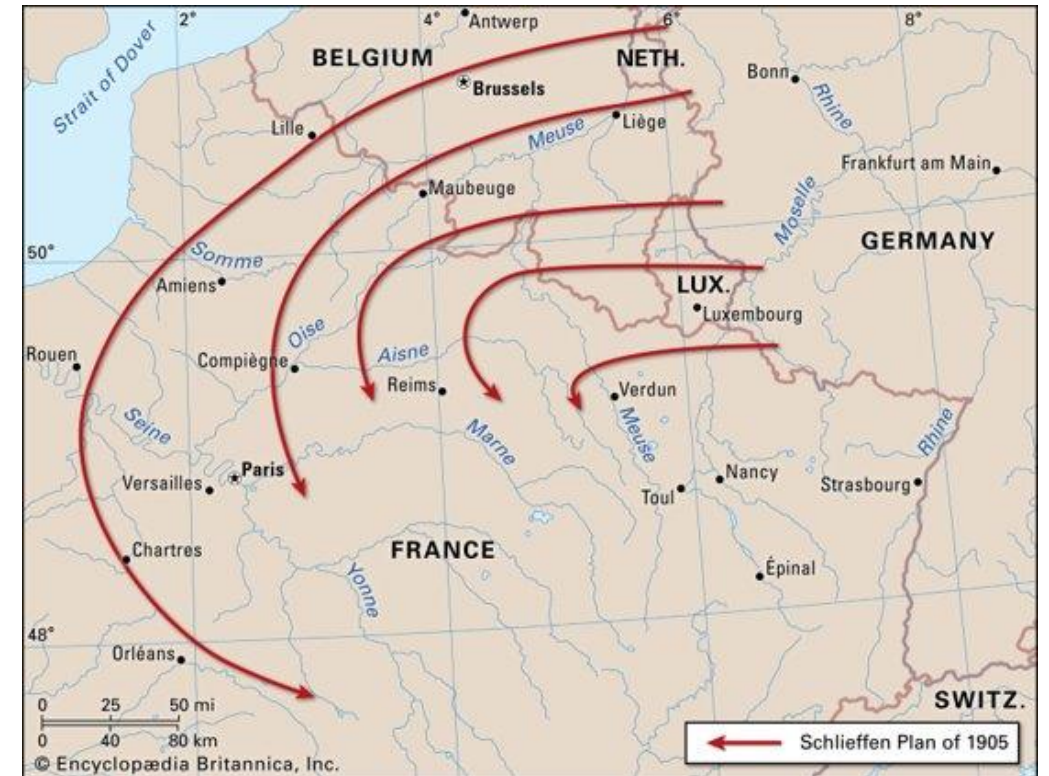 2°
4°
6°
8°
Antwerp
BELGIUM
NETH.
Strait of Dover
Brussels
Bonn
Rhine
Lille
Meuse
Liège
Frankfurt am Main
Maubeuge
Moselle
GERMANY
50°
Somme
Amiens
LUX.
Luxembourg
Oise
Rouen
Compiègne
Aisne
Reims
Verdun
Seine
Marne
Meuse
Rhine
Paris
Versailles
Nancy
Toul
Strasbourg
Chartres
FRANCE
Yonne
Épinal
48°
Orléans
SWITZ.
0 25 50 mi
0 40 80 km
Schlieffen Plan of 1905
© Encyclopædia Britannica, Inc.